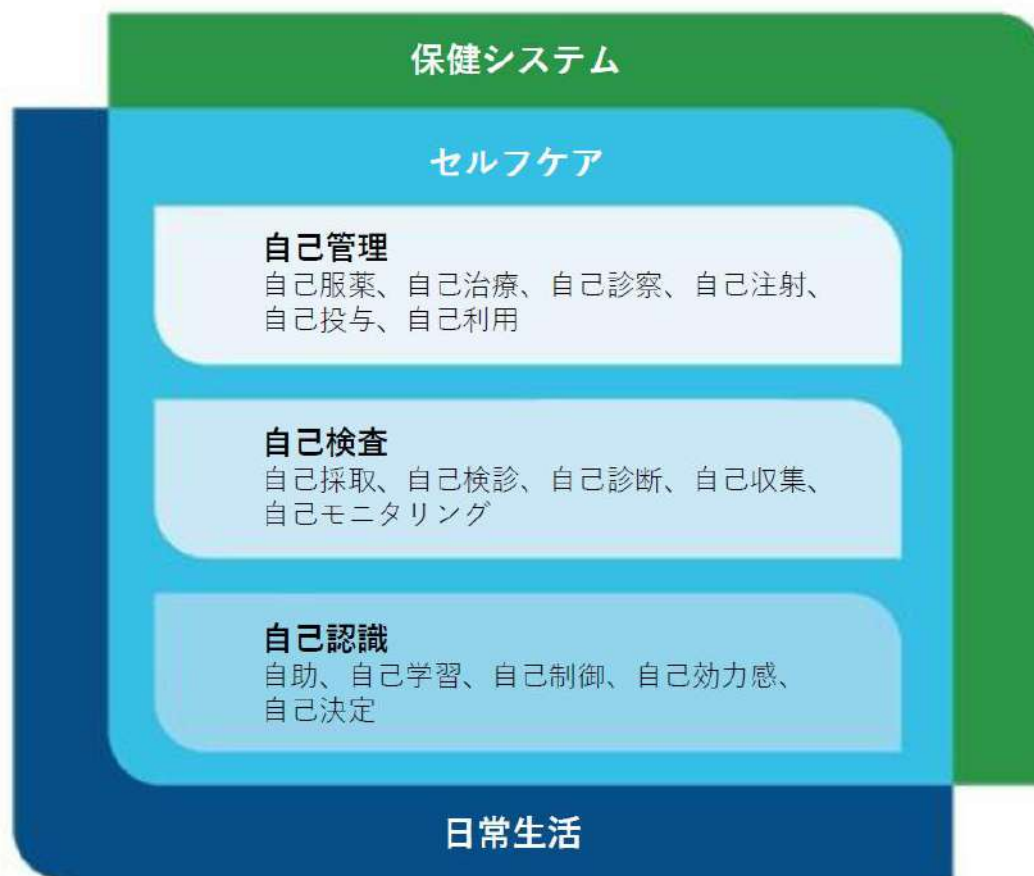 保健システム
セルフケア
自己管理
自己服薬、自己治療、自己診察、自己注射、
自己投与、自己利用
自己検査
自己採取、自己検診、自己診断、自己収集、
自己モニタリング
自己認識
自助、自己学習、自己制御、自己効力感、
自己決定
日常生活